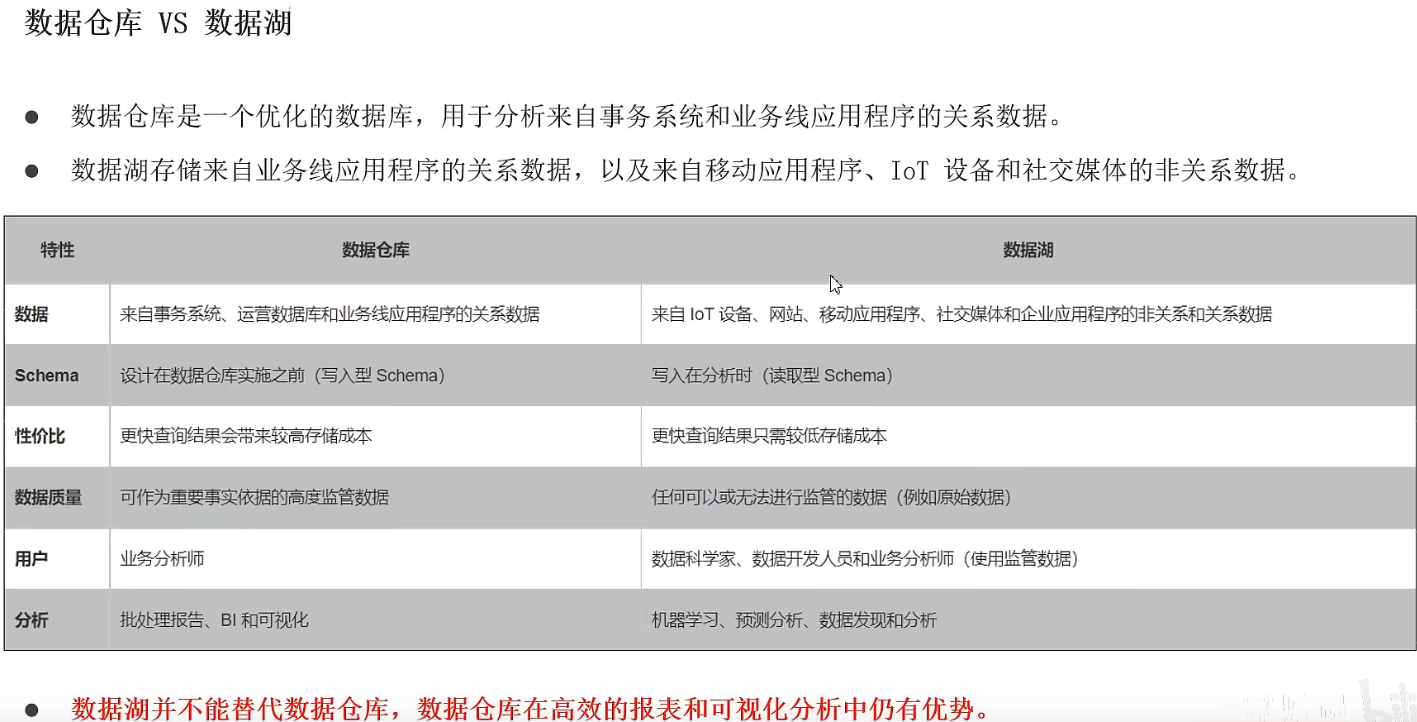 数据仓库 VS 数据湖
● 数据仓库是一个优化的数据库，用于分析来自事务系统和业务线应用程序的关系数据。
● 数据湖存储来自业务线应用程序的关系数据，以及来自移动应用程序、IoT 设备和社交媒体的非关系数据。
特性 数据仓库 数据湖
数据 来自事务系统、运营数据库和业务线应用程序的关系数据 来自 IoT 设备、网站、移动应用程序、社交媒体和企业应用程序的非关系和关系数据
Schema 设计在数据仓库实施之前（写入型 Schema） 写入在分析时（读取型 Schema）
性价比 更快查询结果会带来较高存储成本 更快查询结果只需较低存储成本
数据质量 可作为重要事实依据的高度监管数据 任何可以或无法进行监管的数据（例如原始数据）
用户 业务分析师 数据科学家、数据开发人员和业务分析师（使用监管数据）
分析 批处理报告、BI 和可视化 机器学习、预测分析、数据发现和分析
● 数据湖并不能替代数据仓库，数据仓库在高效的报表和可视化分析中仍有优势。